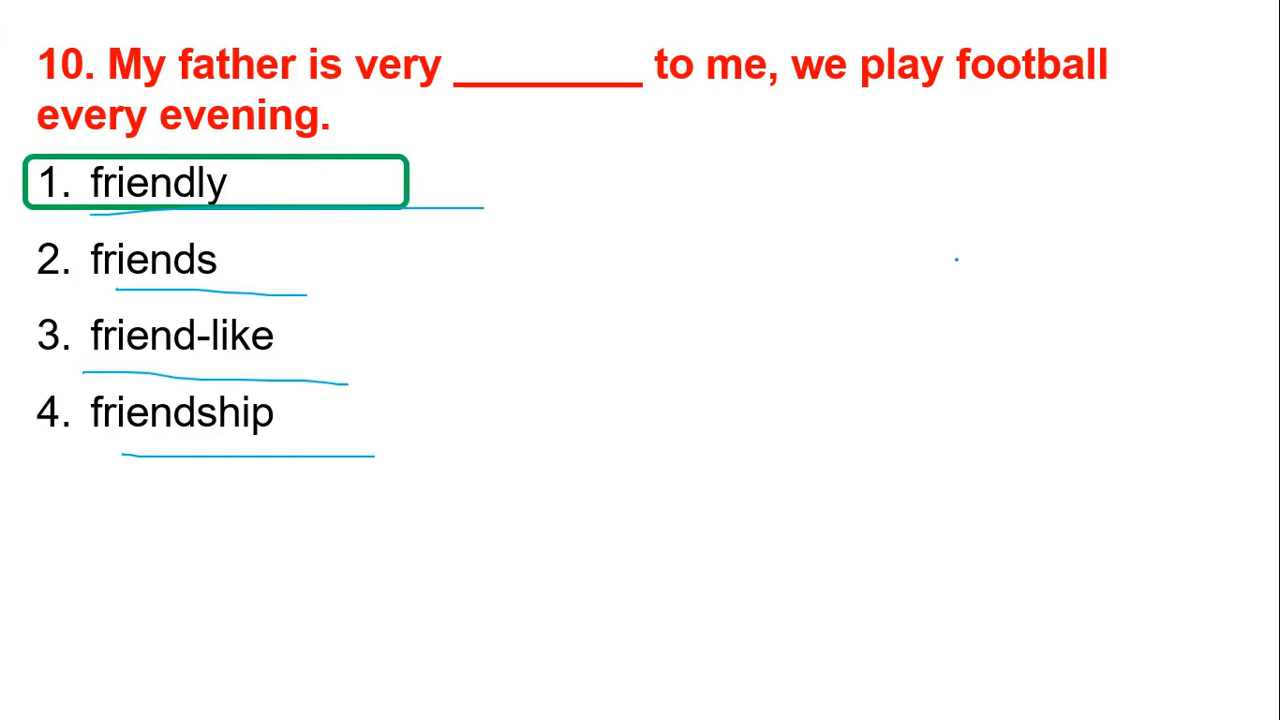 10. My father is very ________ to me, we play football
every evening.
1. friendly
2. friends
3. friend-like
4. friendship